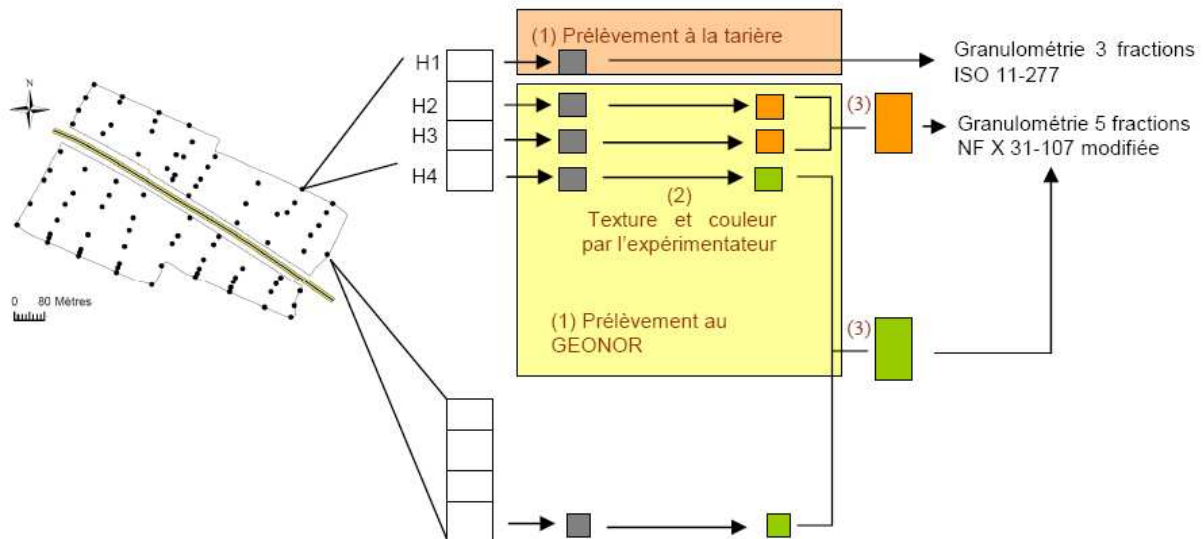 (1) Prélèvement à la tarière
H1
Granulométrie 3 fractions
ISO 11-277
N
H2
(3)
Granulométrie 5 fractions
NF X 31-107 modifiée
H3
H4
(2)
Texture et couleur
par l'expérimentateur
0 80 Mètres
(1) Prélèvement au
GEONOR
(3)